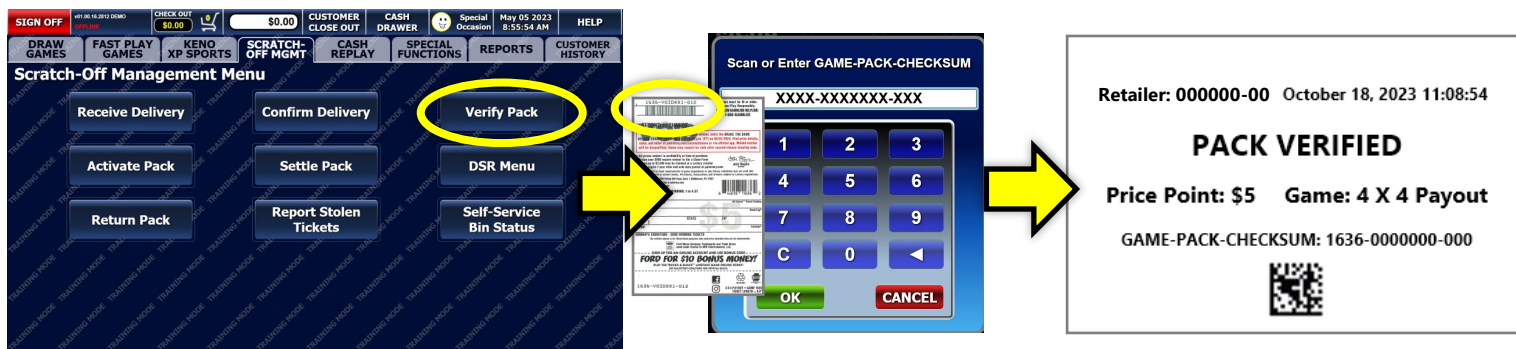 SIGN OFF
v01.00.16.2812 DEMO
OFFLINE
CHECK OUT
$0.00
$0.00
CUSTOMER
CLOSE OUT
CASH
DRAWER
Special
Occasion
May 05 2023
8:55:54 AM
HELP
DRAW
GAMES
FAST PLAY
GAMES
KENO
XP SPORTS
SCRATCH-
OFF MGMT
CASH
REPLAY
SPECIAL
FUNCTIONS
REPORTS
CUSTOMER
HISTORY
Scratch-Off Management Menu
Receive Delivery
Confirm Delivery
Verify Pack
Activate Pack
Settle Pack
DSR Menu
Return Pack
Report Stolen
Tickets
Self-Service
Bin Status
TRAINING MODE
Scan or Enter GAME-PACK-CHECKSUM
XXXX-XXXXXXX-XXX
1 2 3
4 5 6
7 8 9
C 0
OK CANCEL
1636-VOID001-012
$5
STATE
ZIP
FORD FOR $10 BONUS MONEY!
1636-VOID001-012
Retailer: 000000-00 October 18, 2023 11:08:54
PACK VERIFIED
Price Point: $5 Game: 4 X 4 Payout
GAME-PACK-CHECKSUM: 1636-0000000-000